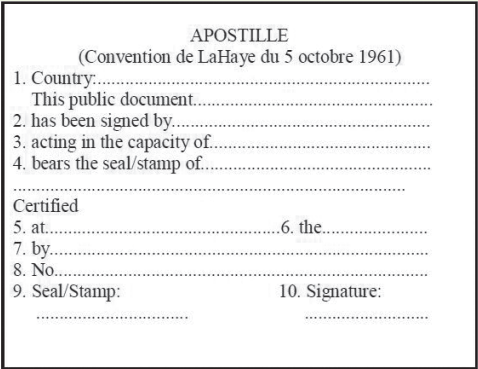 APOSTILLE
(Convention de LaHaye du 5 octobre 1961)
1. Country:........................................................................
This public document....................................................
2. has been signed by........................................................
3. acting in the capacity of................................................
4. bears the seal/stamp of..................................................
.....................................................................................
Certified
5. at...................................................6. the.......................
7. by..................................................................................
8. No.................................................................................
9. Seal/Stamp: 10. Signature:
................................. ...........................